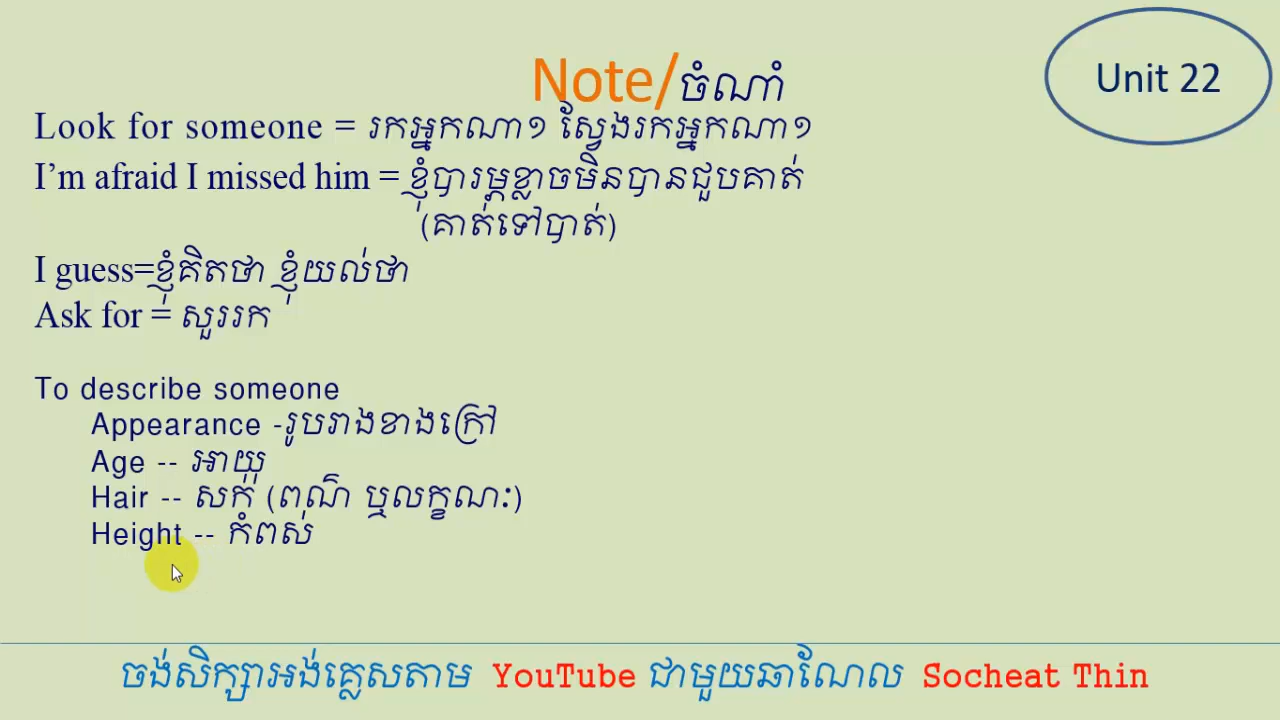 Note/ចំណាំ
Unit 22
Look for someone = រកអ្នកណា១ ស្វែងរកអ្នកណា១
I’m afraid I missed him = ខ្ញុំបារម្ភខ្លាចមិនបានជួបគាត់
(គាត់ទៅបាត់)
I guess=ខ្ញុំគិតថា ខ្ញុំយល់ថា
Ask for = សួររក
To describe someone
Appearance -រូបរាងខាងក្រៅ
Age -- អាយុ
Hair -- សក់ (ពណ៌ ឬលក្ខណៈ)
Height -- កំពស់
ចង់សិក្សាអង់គ្លេសតាម YouTube ជាមួយឆាណែល Socheat Thin